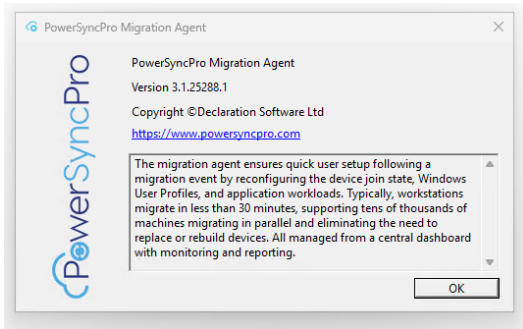 PowerSyncPro Migration Agent
PowerSyncPro
PowerSyncPro Migration Agent
Version 3.1.25288.1
Copyright ©Declaration Software Ltd
https://www.powersyncpro.com
The migration agent ensures quick user setup following a
migration event by reconfiguring the device join state, Windows
User Profiles, and application workloads. Typically, workstations
migrate in less than 30 minutes, supporting tens of thousands of
machines migrating in parallel and eliminating the need to
replace or rebuild devices. All managed from a central dashboard
with monitoring and reporting.
OK